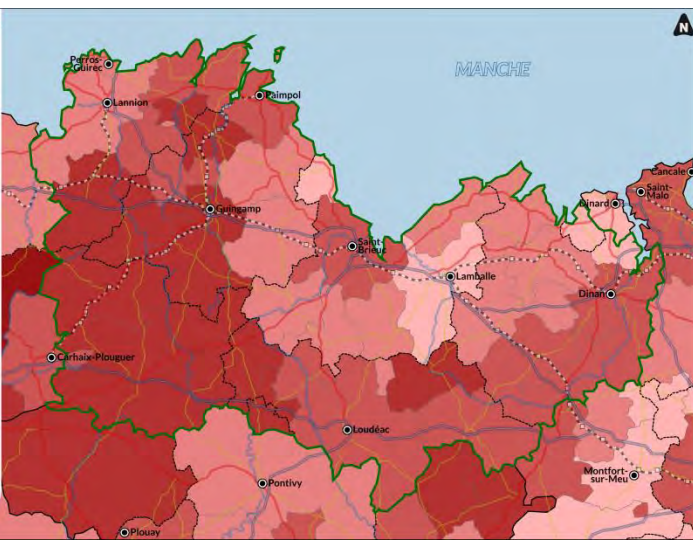 N
MANCHE
Perros-
Guirec
Lannion
Paimpol
Cancale
Saint-
Malo
Dinard
Guingamp
Saint-
Brieuc
Lamballe
Dinan
Carhaix-Plouguer
Loudéac
Montfort-
sur-Meu
Pontivy
Plouay